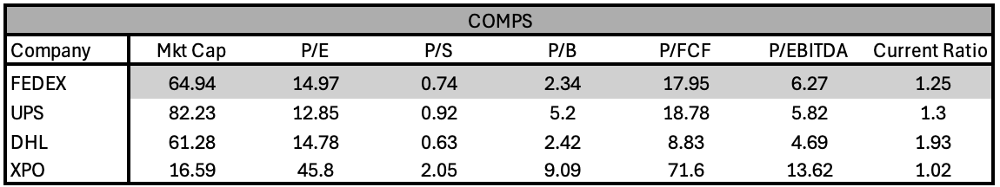 COMPS
Company Mkt Cap P/E P/S P/B P/FCF P/EBITDA Current Ratio
FEDEX 64.94 14.97 0.74 2.34 17.95 6.27 1.25
UPS 82.23 12.85 0.92 5.2 18.78 5.82 1.3
DHL 61.28 14.78 0.63 2.42 8.83 4.69 1.93
XPO 16.59 45.8 2.05 9.09 71.6 13.62 1.02